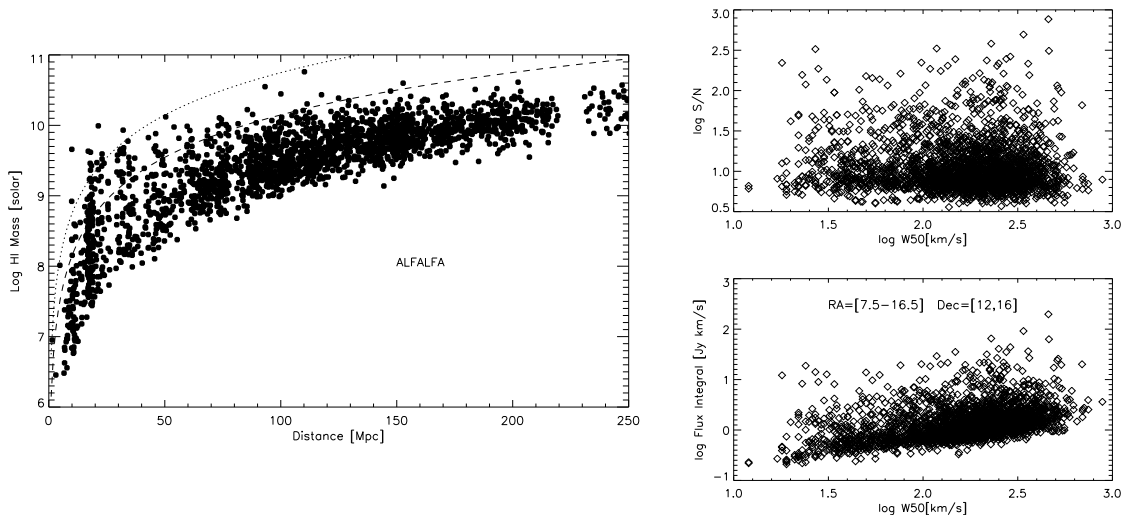 11
10
9
8
7
6
Log HI Mass [solar]
ALFALFA
0 50 100 150 200 250
Distance [Mpc]
3.0
2.5
2.0
1.5
1.0
0.5
log S/N
1.0 1.5 2.0 2.5 3.0
log W50[km/s]
3
2
1
0
−1
log Flux Integral [Jy km/s]
RA=[7.5−16.5] Dec=[12,16]
1.0 1.5 2.0 2.5 3.0
log W50[km/s]